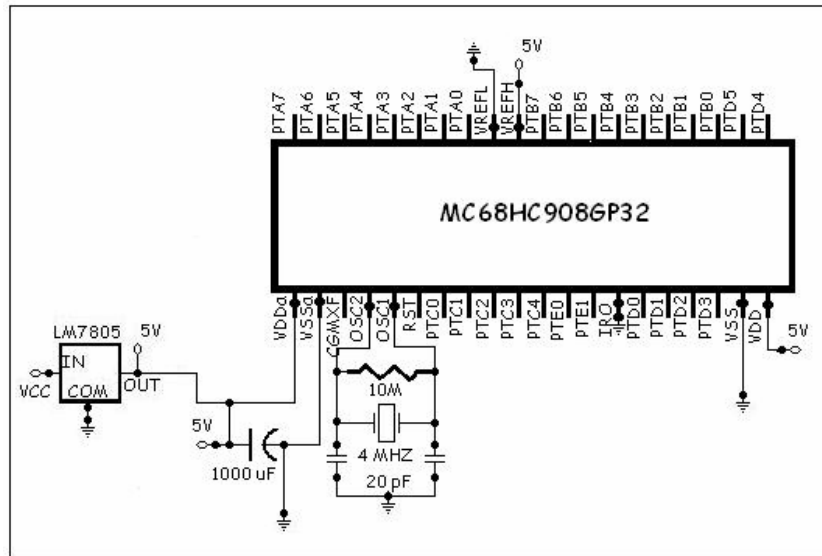 5V
PTA7
PTA6
PTA5
PTA4
PTA3
PTA2
PTA1
PTA0
VREFL
VREFH
PTB7
PTB6
PTB5
PTB4
PTB3
PTB2
PTB1
PTB0
PTD5
PTD4
MC68HC908GP32
VDDa
VSSa
CGMXF
OSC2
OSC1
RST
PTC0
PTC1
PTC2
PTC3
PTC4
PTE0
PTE1
IRQ
PTD0
PTD1
PTD2
PTD3
VSS
VDD
5V
LM7805
5V
IN
VCC
COM
OUT
10M
5V
1000 uF
4 MHZ
20 pF